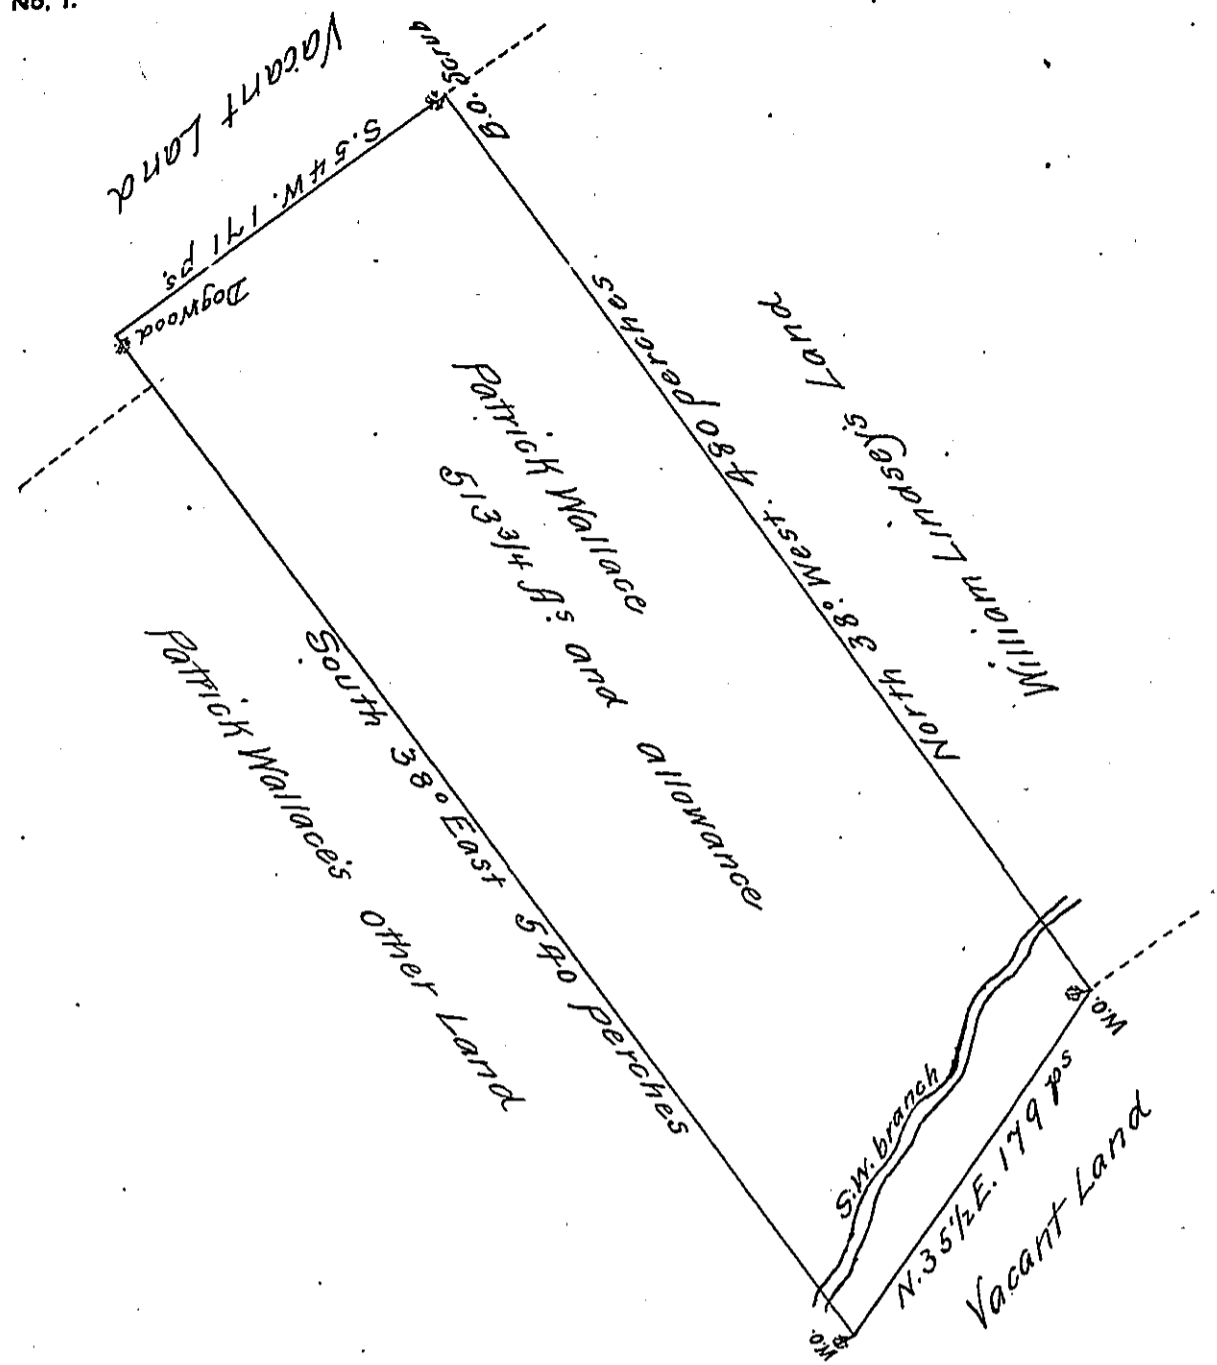 No. 1.
Vacant Land
B.O. Scrub
S. 54 W. 171 ps.
Dogwood
North 38° West. 480 perches
William Lindsey's Land
Patrick Wallace
513 3/4 As. and allowance
South 38° East 540 perches
Patrick Wallace's other Land
S.W. branch
W.O.
N. 35 1/2 E. 179 ps
Vacant Land
W.O.